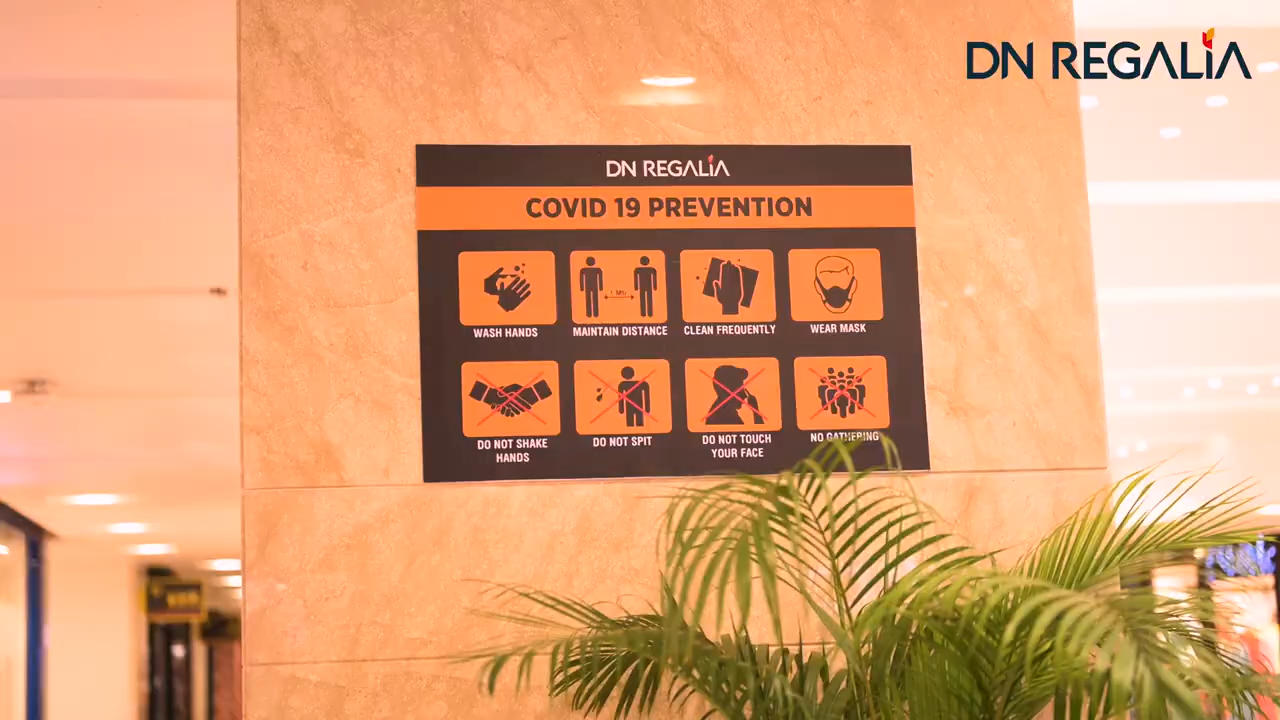 DN REGALIA
DN REGALIA
COVID 19 PREVENTION
WASH HANDS
MAINTAIN DISTANCE
CLEAN FREQUENTLY
WEAR MASK
DO NOT SHAKE
HANDS
DO NOT SPIT
DO NOT TOUCH
YOUR FACE
NO GATHERING